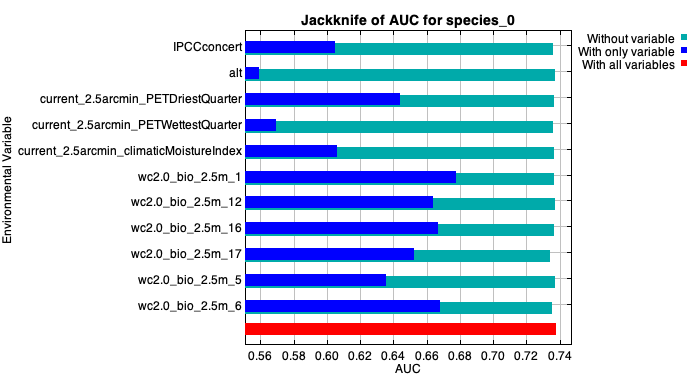 Jackknife of AUC for species_0
Without variable
With only variable
With all variables
Environmental Variable
IPCCconcert
alt
current_2.5arcmin_PETDriestQuarter
current_2.5arcmin_PETWettestQuarter
current_2.5arcmin_climaticMoistureIndex
wc2.0_bio_2.5m_1
wc2.0_bio_2.5m_12
wc2.0_bio_2.5m_16
wc2.0_bio_2.5m_17
wc2.0_bio_2.5m_5
wc2.0_bio_2.5m_6
0.56 0.58 0.60 0.62 0.64 0.66 0.68 0.70 0.72 0.74
AUC